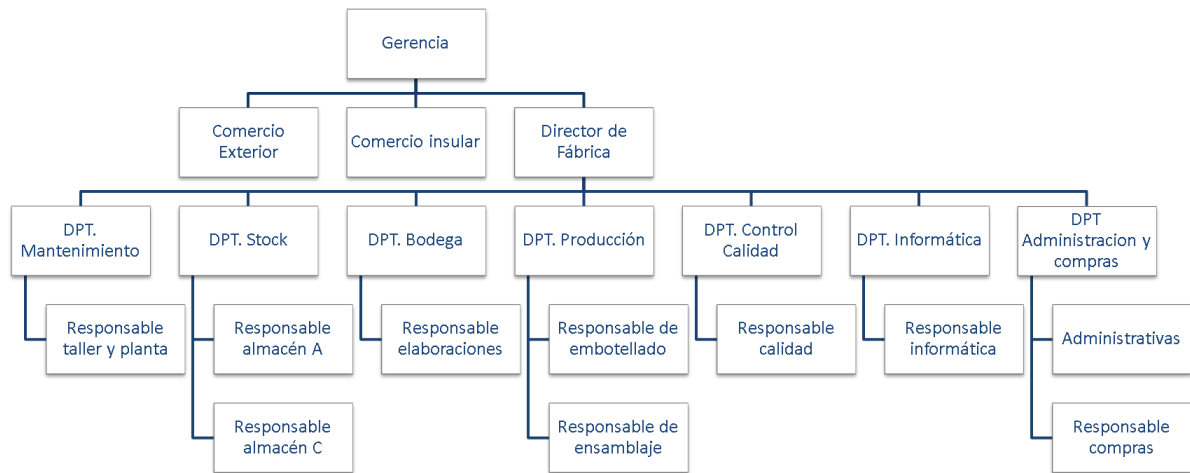 Gerencia
Comercio
Exterior
Comercio insular
Director de
Fábrica
DPT.
Mantenimiento
DPT. Stock
DPT. Bodega
DPT. Producción
DPT. Control
Calidad
DPT. Informática
DPT
Administracion y
compras
Responsable
taller y planta
Responsable
almacén A
Responsable
elaboraciones
Responsable de
embotellado
Responsable
calidad
Responsable
informática
Administrativas
Responsable
almacén C
Responsable de
ensamblaje
Responsable
compras